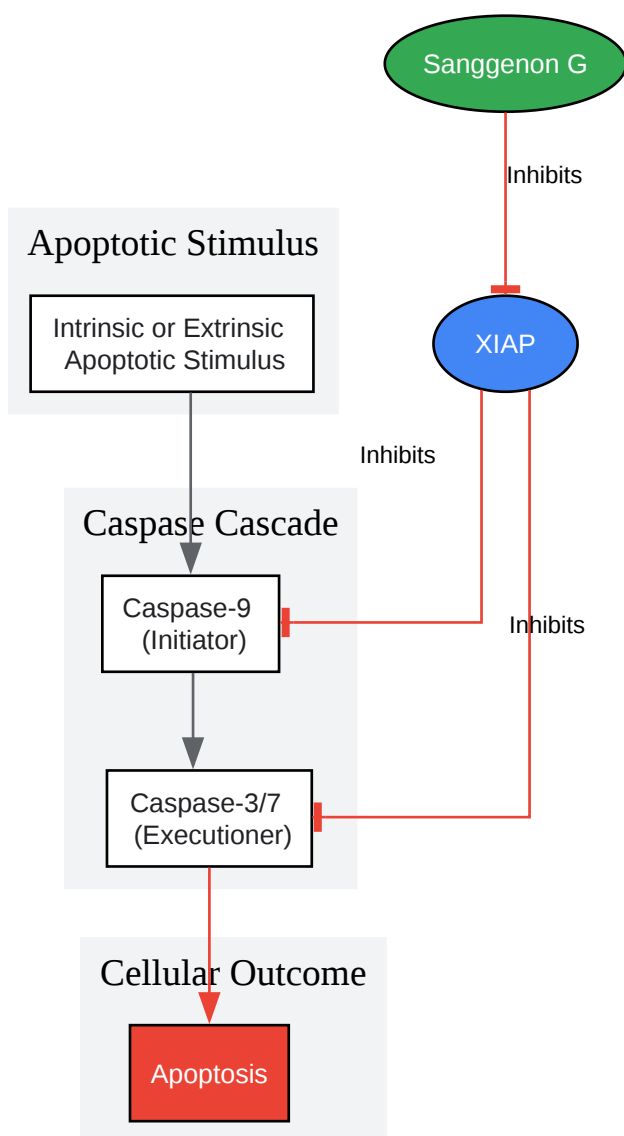 Sanggenon G
Inhibits
Apoptotic Stimulus
Intrinsic or Extrinsic
Apoptotic Stimulus
XIAP
Inhibits
Caspase Cascade
Caspase-9
(Initiator)
Inhibits
Caspase-3/7
(Executioner)
Cellular Outcome
Apoptosis